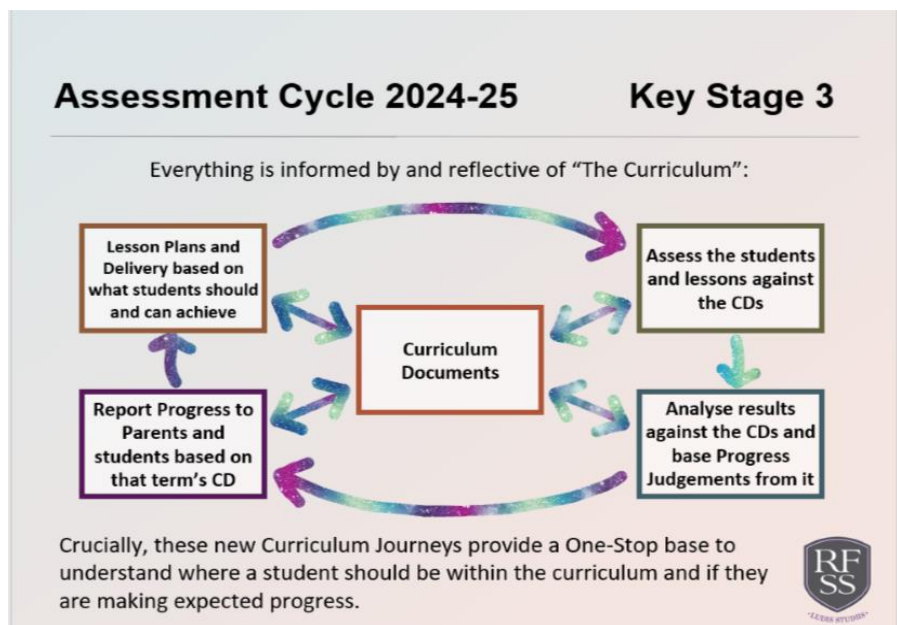 Assessment Cycle 2024-25 Key Stage 3
Everything is informed by and reflective of “The Curriculum”:
Lesson Plans and
Delivery based on
what students should
and can achieve
Assess the students
and lessons against
the CDs
Curriculum
Documents
Report Progress to
Parents and
students based on
that term’s CD
Analyse results
against the CDs and
base Progress
Judgements from it
Crucially, these new Curriculum Journeys provide a One-Stop base to
understand where a student should be within the curriculum and if they
are making expected progress.
RF
SS
·LUDIS STUDIIS·